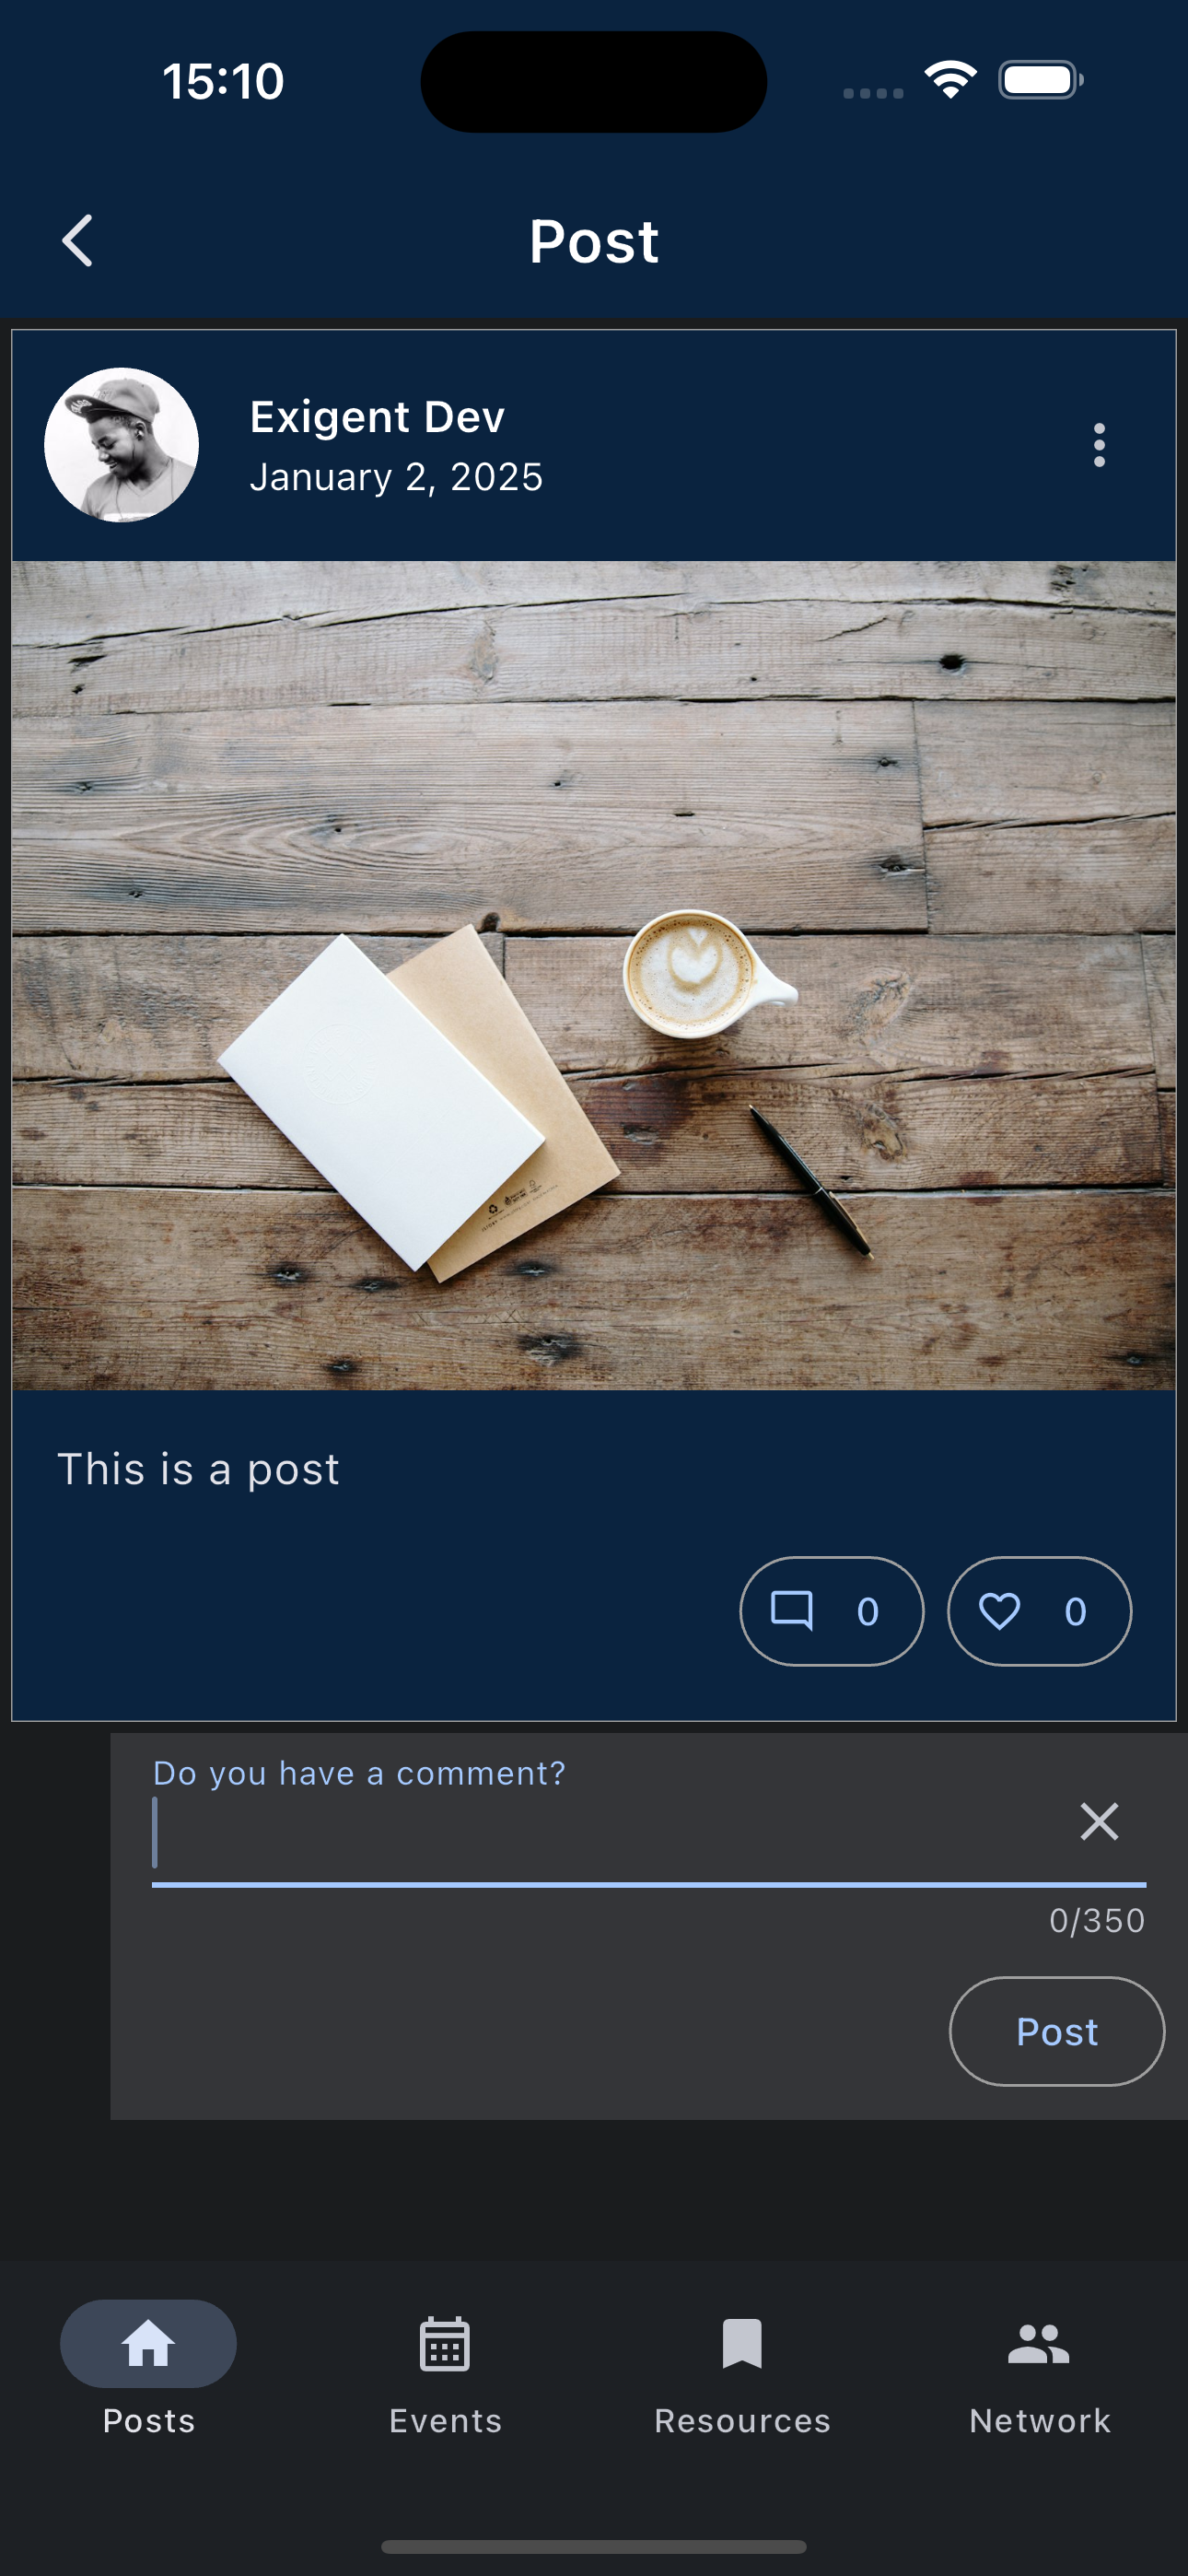 15:10
Post
Exigent Dev
January 2, 2025
This is a post
0 0
Do you have a comment?
0/350
Post
Posts Events Resources Network